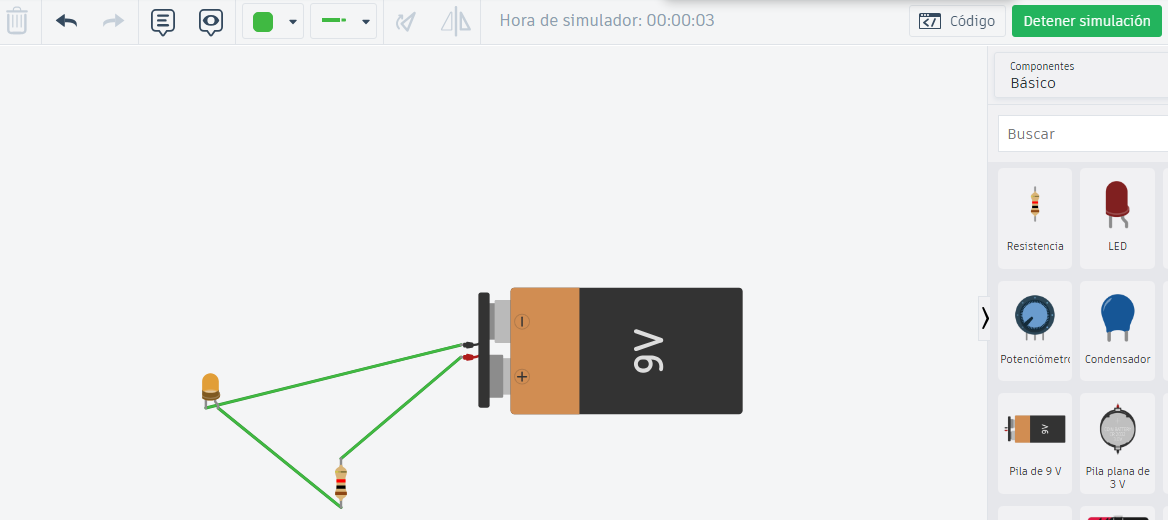 Hora de simulador: 00:00:03
Código
Detener simulación
Componentes
Básico
Buscar
Resistencia
LED
Potenciómetro
Condensador
9V
Pila de 9 V
Pila plana de
3 V
9V